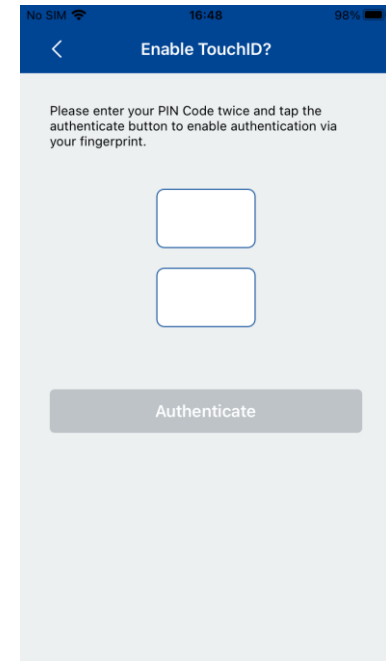 No SIM 16:48 98%
Enable TouchID?
Please enter your PIN Code twice and tap the
authenticate button to enable authentication via
your fingerprint.
Authenticate